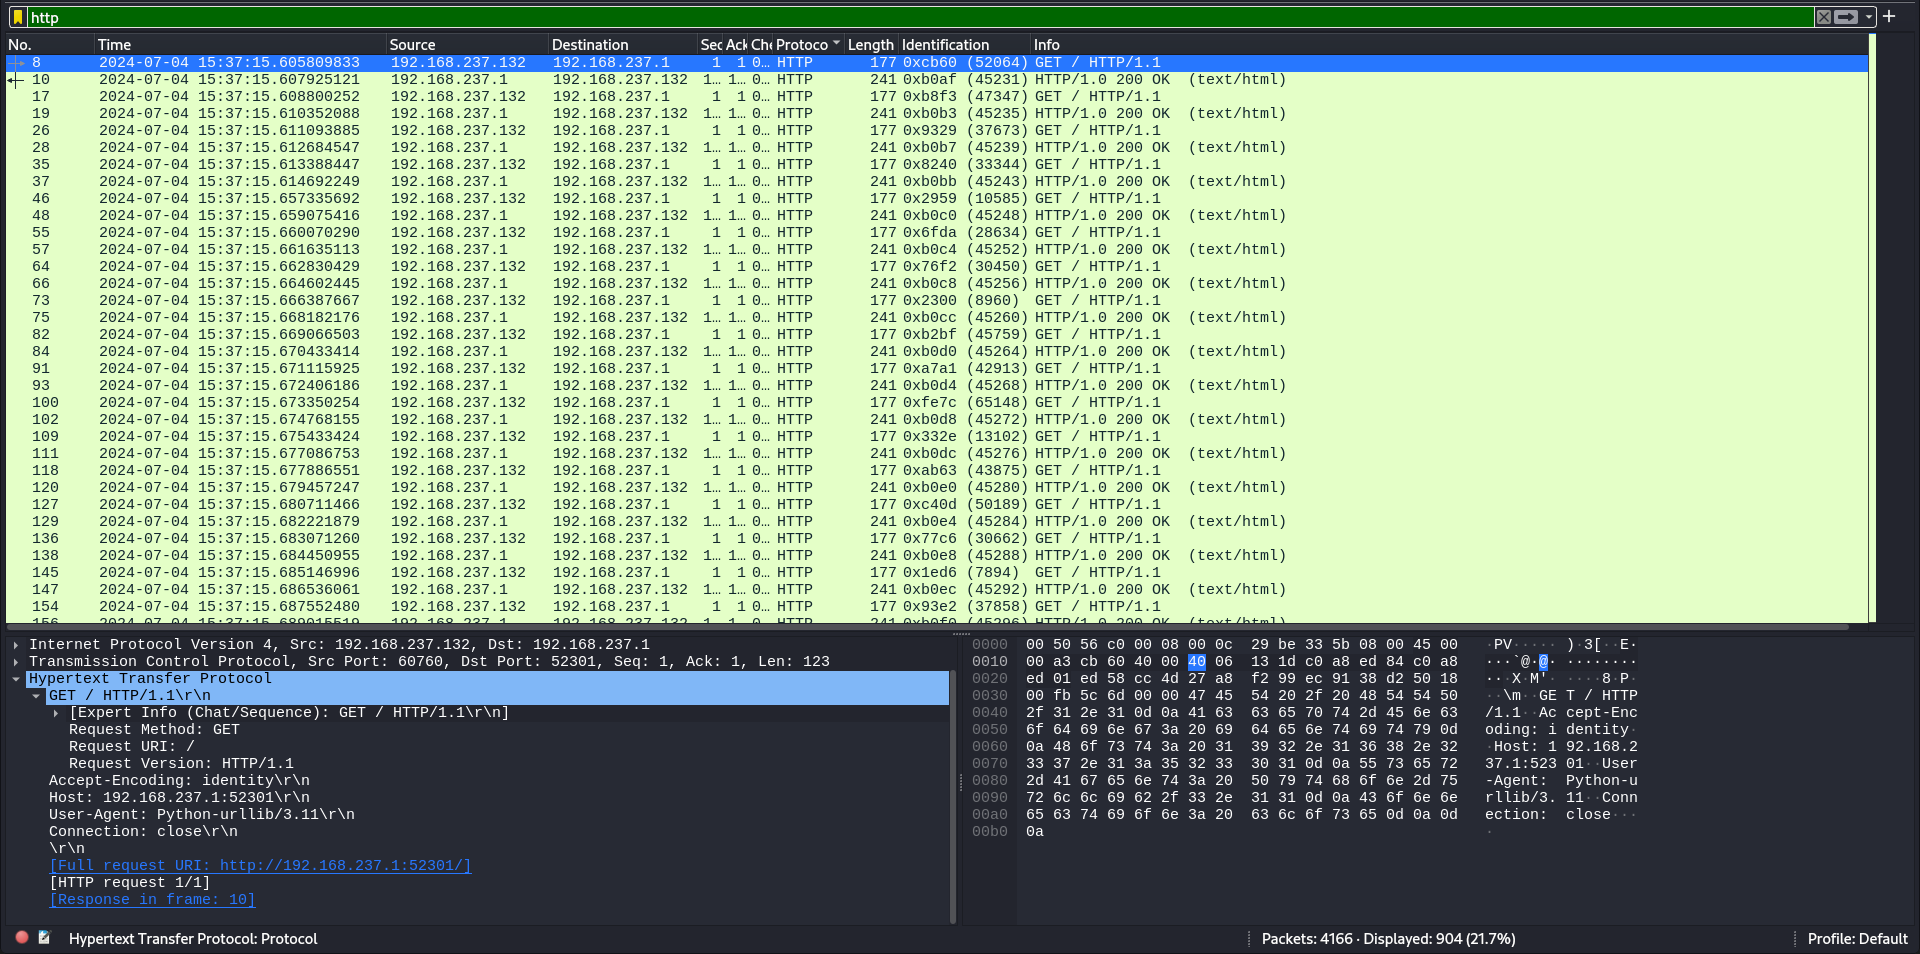 http
No. Time Source Destination Sec Ack Che Protoco Length Identification Info
8 2024-07-04 15:37:15.605809833 192.168.237.132 192.168.237.1 1 1 0… HTTP 177 0xcb60 (52064) GET / HTTP/1.1
10 2024-07-04 15:37:15.607925121 192.168.237.1 192.168.237.132 1… 1… 0… HTTP 241 0xb0af (45231) HTTP/1.0 200 OK (text/html)
17 2024-07-04 15:37:15.608800252 192.168.237.132 192.168.237.1 1 1 0… HTTP 177 0xb8f3 (47347) GET / HTTP/1.1
19 2024-07-04 15:37:15.610352088 192.168.237.1 192.168.237.132 1… 1… 0… HTTP 241 0xb0b3 (45235) HTTP/1.0 200 OK (text/html)
26 2024-07-04 15:37:15.611093885 192.168.237.132 192.168.237.1 1 1 0… HTTP 177 0x9329 (37673) GET / HTTP/1.1
28 2024-07-04 15:37:15.612684547 192.168.237.1 192.168.237.132 1… 1… 0… HTTP 241 0xb0b7 (45239) HTTP/1.0 200 OK (text/html)
35 2024-07-04 15:37:15.613388447 192.168.237.132 192.168.237.1 1 1 0… HTTP 177 0x8240 (33344) GET / HTTP/1.1
37 2024-07-04 15:37:15.614692249 192.168.237.1 192.168.237.132 1… 1… 0… HTTP 241 0xb0bb (45243) HTTP/1.0 200 OK (text/html)
46 2024-07-04 15:37:15.657335692 192.168.237.132 192.168.237.1 1 1 0… HTTP 177 0x2959 (10585) GET / HTTP/1.1
48 2024-07-04 15:37:15.659075416 192.168.237.1 192.168.237.132 1… 1… 0… HTTP 241 0xb0c0 (45248) HTTP/1.0 200 OK (text/html)
55 2024-07-04 15:37:15.660070290 192.168.237.132 192.168.237.1 1 1 0… HTTP 177 0x6fda (28634) GET / HTTP/1.1
57 2024-07-04 15:37:15.661635113 192.168.237.1 192.168.237.132 1… 1… 0… HTTP 241 0xb0c4 (45252) HTTP/1.0 200 OK (text/html)
64 2024-07-04 15:37:15.662830429 192.168.237.132 192.168.237.1 1 1 0… HTTP 177 0x76f2 (30450) GET / HTTP/1.1
66 2024-07-04 15:37:15.664602445 192.168.237.1 192.168.237.132 1… 1… 0… HTTP 241 0xb0c8 (45256) HTTP/1.0 200 OK (text/html)
73 2024-07-04 15:37:15.666387667 192.168.237.132 192.168.237.1 1 1 0… HTTP 177 0x2300 (8960) GET / HTTP/1.1
75 2024-07-04 15:37:15.668182176 192.168.237.1 192.168.237.132 1… 1… 0… HTTP 241 0xb0cc (45260) HTTP/1.0 200 OK (text/html)
82 2024-07-04 15:37:15.669066503 192.168.237.132 192.168.237.1 1 1 0… HTTP 177 0xb2bf (45759) GET / HTTP/1.1
84 2024-07-04 15:37:15.670433414 192.168.237.1 192.168.237.132 1… 1… 0… HTTP 241 0xb0d0 (45264) HTTP/1.0 200 OK (text/html)
91 2024-07-04 15:37:15.671115925 192.168.237.132 192.168.237.1 1 1 0… HTTP 177 0xa7a1 (42913) GET / HTTP/1.1
93 2024-07-04 15:37:15.672406186 192.168.237.1 192.168.237.132 1… 1… 0… HTTP 241 0xb0d4 (45268) HTTP/1.0 200 OK (text/html)
100 2024-07-04 15:37:15.673350254 192.168.237.132 192.168.237.1 1 1 0… HTTP 177 0xfe7c (65148) GET / HTTP/1.1
102 2024-07-04 15:37:15.674768155 192.168.237.1 192.168.237.132 1… 1… 0… HTTP 241 0xb0d8 (45272) HTTP/1.0 200 OK (text/html)
109 2024-07-04 15:37:15.675433424 192.168.237.132 192.168.237.1 1 1 0… HTTP 177 0x332e (13102) GET / HTTP/1.1
111 2024-07-04 15:37:15.677086753 192.168.237.1 192.168.237.132 1… 1… 0… HTTP 241 0xb0dc (45276) HTTP/1.0 200 OK (text/html)
118 2024-07-04 15:37:15.677886551 192.168.237.132 192.168.237.1 1 1 0… HTTP 177 0xab63 (43875) GET / HTTP/1.1
120 2024-07-04 15:37:15.679457247 192.168.237.1 192.168.237.132 1… 1… 0… HTTP 241 0xb0e0 (45280) HTTP/1.0 200 OK (text/html)
127 2024-07-04 15:37:15.680711466 192.168.237.132 192.168.237.1 1 1 0… HTTP 177 0xc40d (50189) GET / HTTP/1.1
129 2024-07-04 15:37:15.682221879 192.168.237.1 192.168.237.132 1… 1… 0… HTTP 241 0xb0e4 (45284) HTTP/1.0 200 OK (text/html)
136 2024-07-04 15:37:15.683071260 192.168.237.132 192.168.237.1 1 1 0… HTTP 177 0x77c6 (30662) GET / HTTP/1.1
138 2024-07-04 15:37:15.684450955 192.168.237.1 192.168.237.132 1… 1… 0… HTTP 241 0xb0e8 (45288) HTTP/1.0 200 OK (text/html)
145 2024-07-04 15:37:15.685146996 192.168.237.132 192.168.237.1 1 1 0… HTTP 177 0x1ed6 (7894) GET / HTTP/1.1
147 2024-07-04 15:37:15.686536061 192.168.237.1 192.168.237.132 1… 1… 0… HTTP 241 0xb0ec (45292) HTTP/1.0 200 OK (text/html)
154 2024-07-04 15:37:15.687552480 192.168.237.132 192.168.237.1 1 1 0… HTTP 177 0x93e2 (37858) GET / HTTP/1.1
156 2024-07-04 15:37:15.689015519 192.168.237.1 192.168.237.132 1… 1… 0… HTTP 241 0xb0f0 (45296) HTTP/1.0 200 OK (text/html)
Internet Protocol Version 4, Src: 192.168.237.132, Dst: 192.168.237.1
Transmission Control Protocol, Src Port: 60760, Dst Port: 52301, Seq: 1, Ack: 1, Len: 123
Hypertext Transfer Protocol
GET / HTTP/1.1\r\n
[Expert Info (Chat/Sequence): GET / HTTP/1.1\r\n]
Request Method: GET
Request URI: /
Request Version: HTTP/1.1
Accept-Encoding: identity\r\n
Host: 192.168.237.1:52301\r\n
User-Agent: Python-urllib/3.11\r\n
Connection: close\r\n
\r\n
[Full request URI: http://192.168.237.1:52301/]
[HTTP request 1/1]
[Response in frame: 10]
0000 00 50 56 c0 00 08 00 0c 29 be 33 5b 08 00 45 00 ·PV····· )·3[··E·
0010 00 a3 cb 60 40 00 40 06 13 1d c0 a8 ed 84 c0 a8 ···`@·@· ········
0020 ed 01 ed 58 cc 4d 27 a8 f2 99 ec 91 38 d2 50 18 ···X·M'· ····8·P·
0030 00 fb 5c 6d 00 00 47 45 54 20 2f 20 48 54 54 50 ··\m··GE T / HTTP
0040 2f 31 2e 31 0d 0a 41 63 63 65 70 74 2d 45 6e 63 /1.1··Ac cept-Enc
0050 6f 64 69 6e 67 3a 20 69 64 65 6e 74 69 74 79 0d oding: i dentity·
0060 0a 48 6f 73 74 3a 20 31 39 32 2e 31 36 38 2e 32 ·Host: 1 92.168.2
0070 33 37 2e 31 3a 35 32 33 30 31 0d 0a 55 73 65 72 37.1:523 01··User
0080 2d 41 67 65 6e 74 3a 20 50 79 74 68 6f 6e 2d 75 -Agent:  Python-u
0090 72 6c 6c 69 62 2f 33 2e 31 31 0d 0a 43 6f 6e 6e rllib/3. 11··Conn
00a0 65 63 74 69 6f 6e 3a 20 63 6c 6f 73 65 0d 0a 0d ection:  close···
00b0 0a ·
Hypertext Transfer Protocol: Protocol
Packets: 4166 · Displayed: 904 (21.7%)
Profile: Default